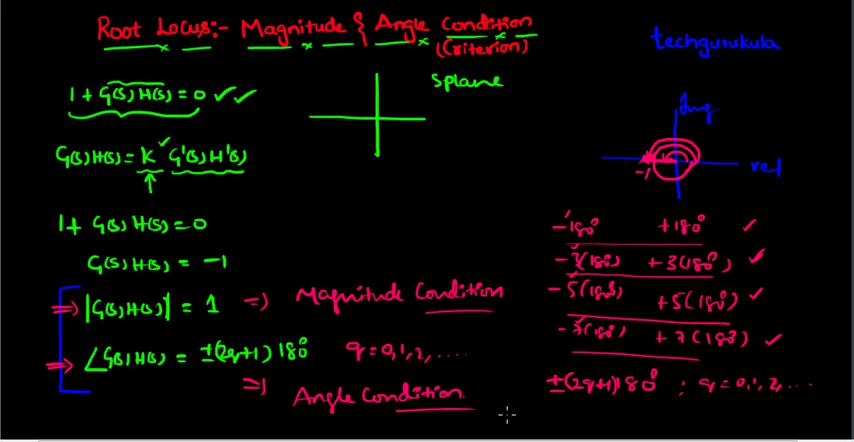 Root Locus:- Magnitude & Angle Condition
(Criterion)
techgurukula
1 + G(s)H(s) = 0 ✓✓
G(s)H(s) = K G'(s)H'(s)
1 + G(s)H(s) = 0
G(s)H(s) = -1
⇒ |G(s)H(s)| = 1 ⇒ Magnitude Condition
⇒ ∠G(s)H(s) = ±(2q+1)180° q=0,1,2,....
⇒ Angle Condition
splane
Img
-1
rel
-180° +180° ✓
-3(180°) +3(180°) ✓
-5(180°) +5(180°) ✓
-7(180°) +7(180°) ✓
±(2q+1)180° ; q=0,1,2,...